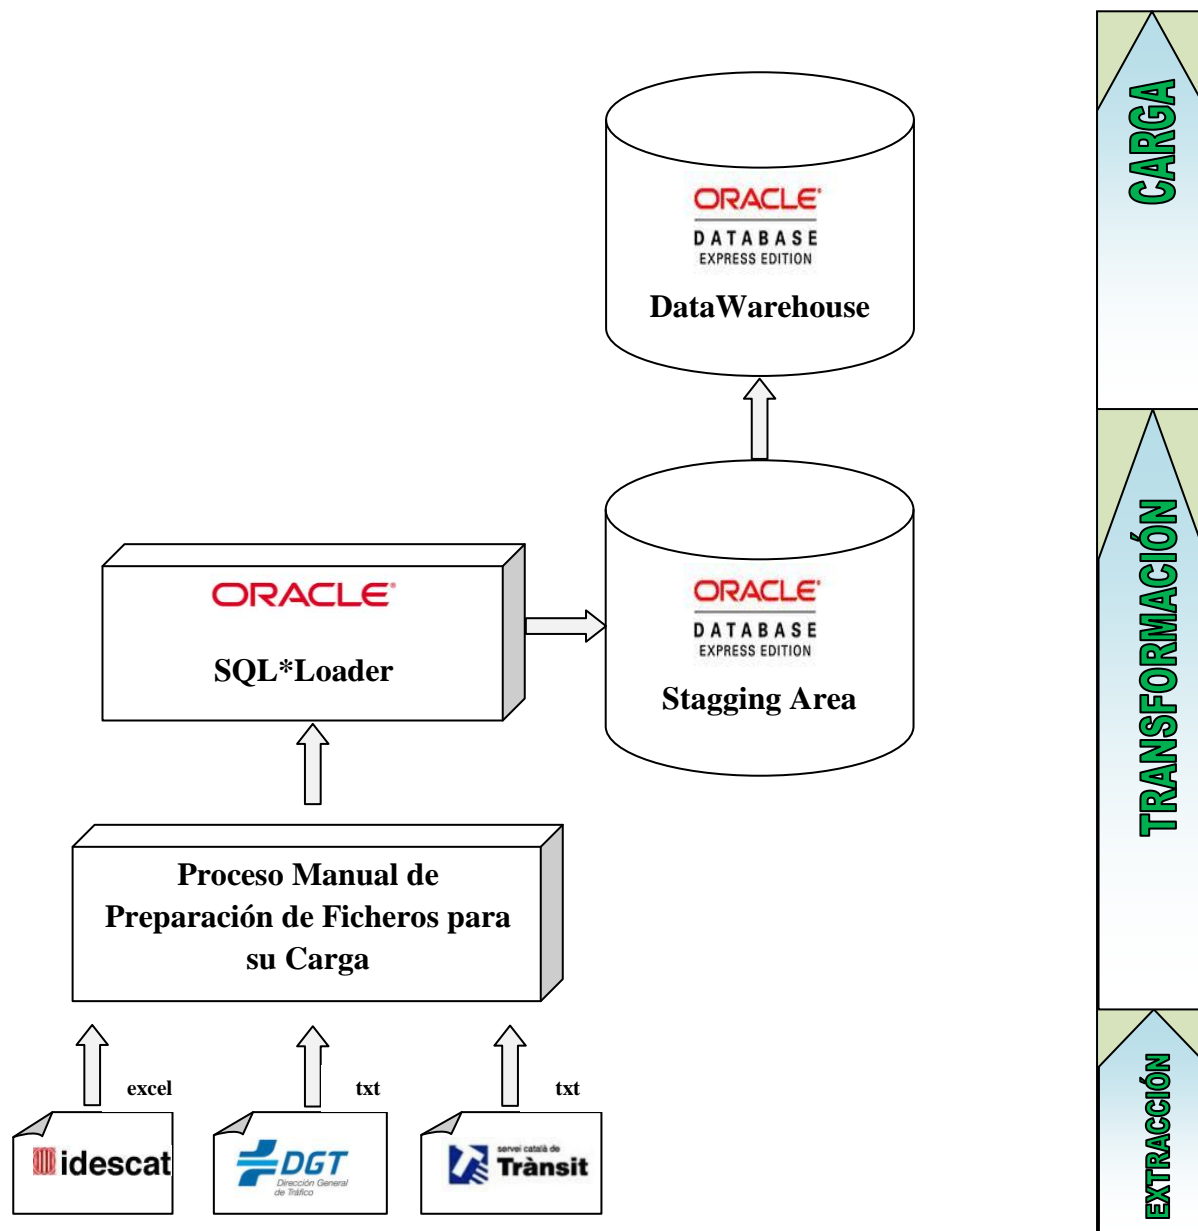 ORACLE
DATABASE
EXPRESS EDITION
DataWarehouse
CARGA
ORACLE
SQL*Loader
ORACLE
DATABASE
EXPRESS EDITION
Stagging Area
TRANSFORMACIÓN
Proceso Manual de
Preparación de Ficheros para
su Carga
excel
txt
txt
idescat
DGT
Dirección General
de Tráfico
servei català de
Trànsit
EXTRACCIÓN